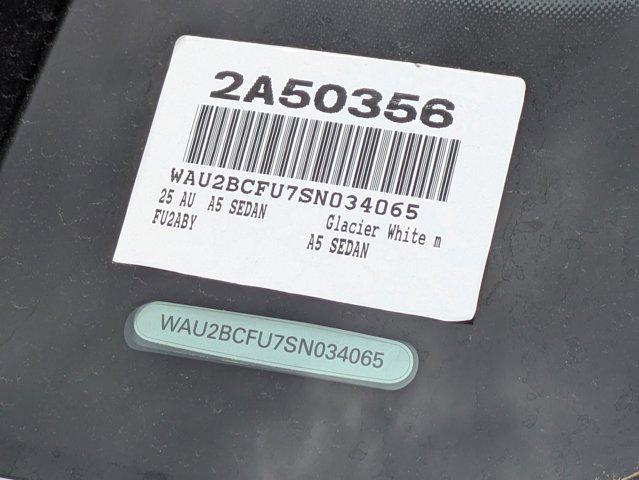 2A50356
WAU2BCFU7SN034065
25 AU A5 SEDAN Glacier White m
FU2ABY A5 SEDAN
WAU2BCFU7SN034065